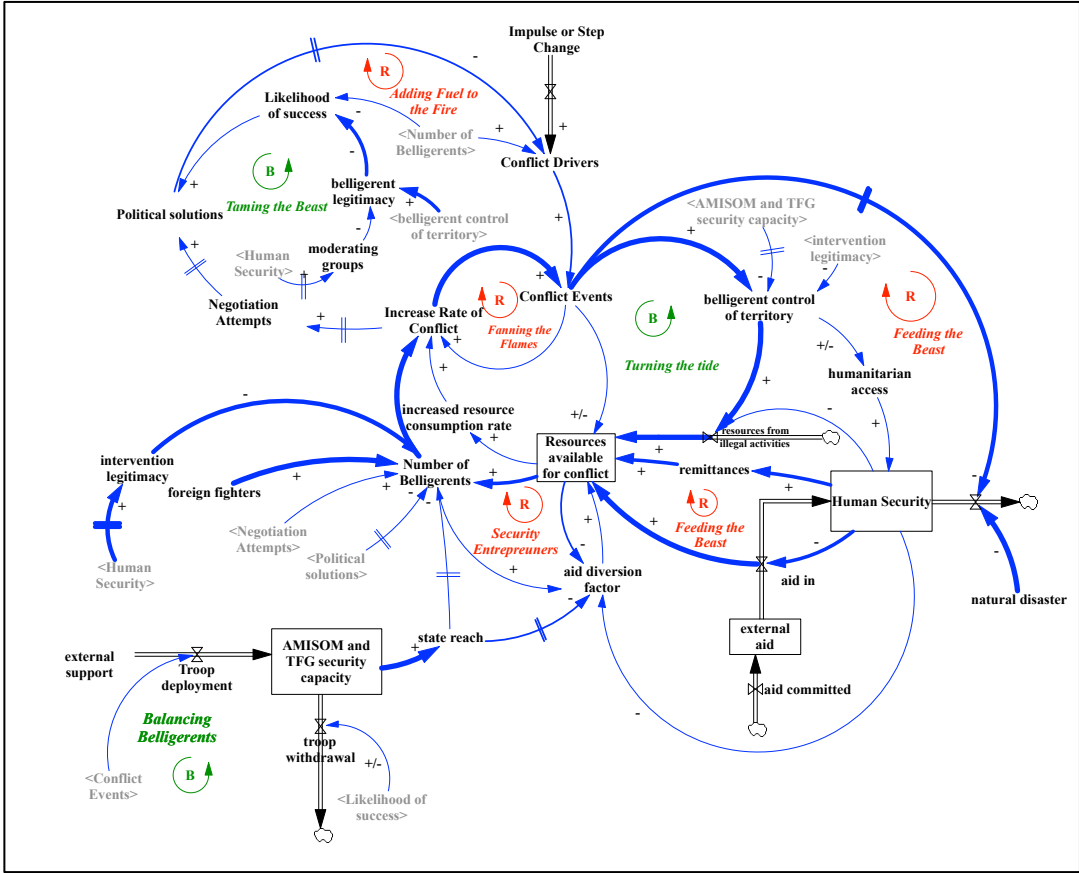 Impulse or Step
Change
-
R
Adding Fuel to
the Fire
Likelihood
of success
-
<Number of
Belligerents>
+
+
+
Conflict Drivers
-
B
Taming the Beast
+
Political solutions
belligerent
legitimacy
+
<belligerent control
of territory>
-
moderating
groups
+
<Human
Security>
+
Negotiation
Attempts
+
<AMISOM and TFG
security capacity>
+
<intervention
legitimacy>
+
-
-
Conflict Events
belligerent control
of territory
R
Feeding the
Beast
+
Increase Rate of
Conflict
R
Fanning the
Flames
B
Turning the tide
+
+
+
+/-
humanitarian
access
+
+/-
-
+
increased resource
consumption rate
resources from
illegal activities
-
+
+
+
Resources
available
for conflict
remittances
+
+
intervention
legitimacy
foreign fighters
+
Number of
Belligerents
+
+
-
-
+
R
Security
Entrepreuners
R
Feeding the
Beast
+
Human Security
-
-
<Negotiation
Attempts>
<Political
solutions>
<Human
Security>
-
+
+
aid diversion
factor
-
aid in
-
natural disaster
external
support
Troop
deployment
AMISOM and
TFG security
capacity
+
state reach
external
aid
aid committed
-
Balancing
Belligerents
B
troop
withdrawal
+/-
<Conflict
Events>
<Likelihood of
success>